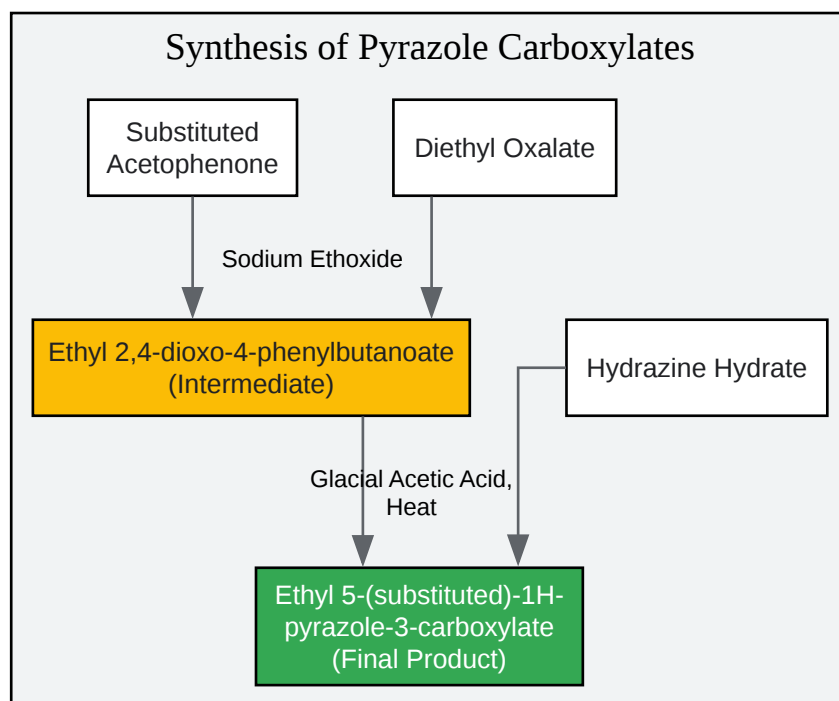 Synthesis of Pyrazole Carboxylates
Substituted
Acetophenone
Diethyl Oxalate
Sodium Ethoxide
Ethyl 2,4-dioxo-4-phenylbutanoate
(Intermediate)
Hydrazine Hydrate
Glacial Acetic Acid,
Heat
Ethyl 5-(substituted)-1H-
pyrazole-3-carboxylate
(Final Product)